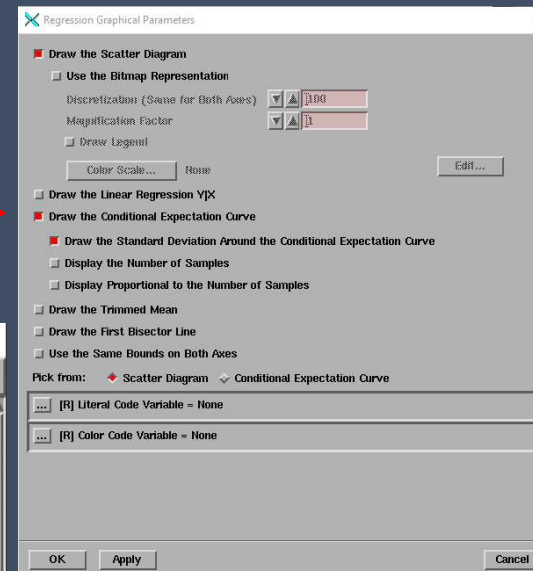 Regression Graphical Parameters
Draw the Scatter Diagram
Use the Bitmap Representation
Discretization (Same for Both Axes) 100
Magnification Factor 1
Draw Legend
Color Scale... None Edit...
Draw the Linear Regression Y|X
Draw the Conditional Expectation Curve
Draw the Standard Deviation Around the Conditional Expectation Curve
Display the Number of Samples
Display Proportional to the Number of Samples
Draw the Trimmed Mean
Draw the First Bisector Line
Use the Same Bounds on Both Axes
Pick from: Scatter Diagram Conditional Expectation Curve
... [R] Literal Code Variable = None
... [R] Color Code Variable = None
OK Apply Cancel